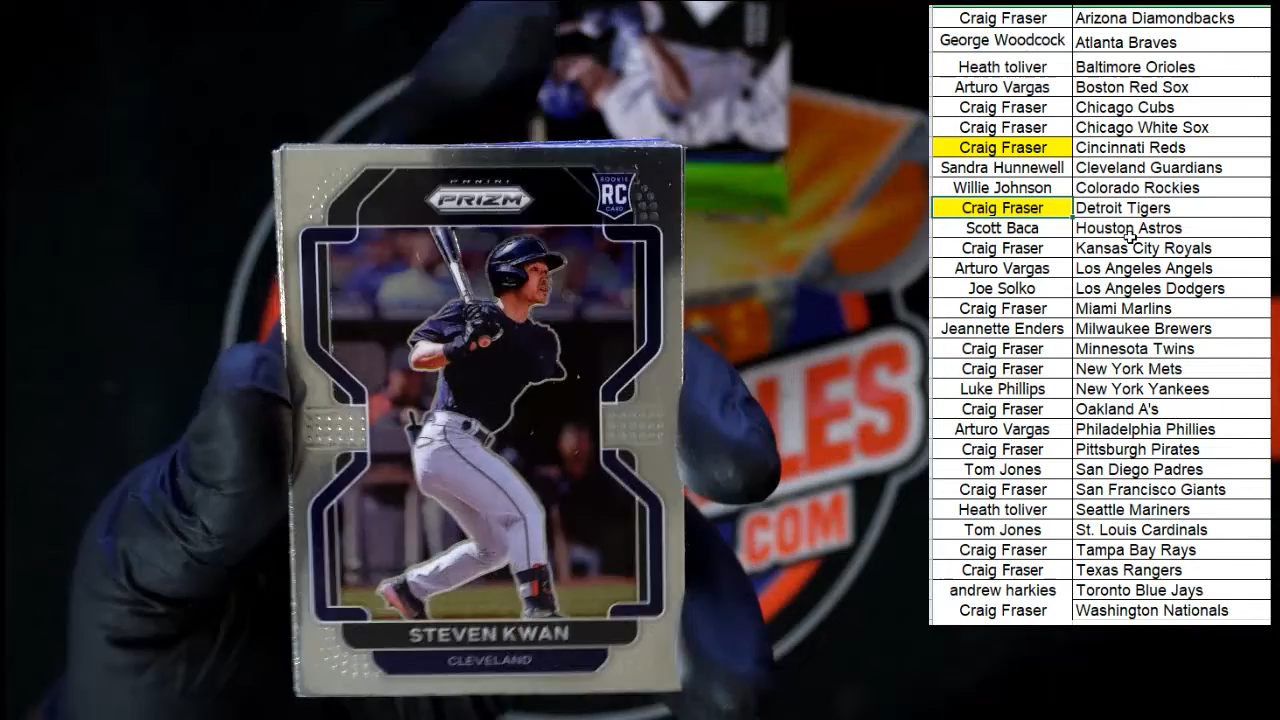 PANINI
PRIZM
ROOKIE
RC
CARD
STEVEN KWAN
CLEVELAND
LES
.COM
Craig Fraser Arizona Diamondbacks
George Woodcock Atlanta Braves
Heath toliver Baltimore Orioles
Arturo Vargas Boston Red Sox
Craig Fraser Chicago Cubs
Craig Fraser Chicago White Sox
Craig Fraser Cincinnati Reds
Sandra Hunnewell Cleveland Guardians
Willie Johnson Colorado Rockies
Craig Fraser Detroit Tigers
Scott Baca Houston Astros
Craig Fraser Kansas City Royals
Arturo Vargas Los Angeles Angels
Joe Solko Los Angeles Dodgers
Craig Fraser Miami Marlins
Jeannette Enders Milwaukee Brewers
Craig Fraser Minnesota Twins
Craig Fraser New York Mets
Luke Phillips New York Yankees
Craig Fraser Oakland A's
Arturo Vargas Philadelphia Phillies
Craig Fraser Pittsburgh Pirates
Tom Jones San Diego Padres
Craig Fraser San Francisco Giants
Heath toliver Seattle Mariners
Tom Jones St. Louis Cardinals
Craig Fraser Tampa Bay Rays
Craig Fraser Texas Rangers
andrew harkies Toronto Blue Jays
Craig Fraser Washington Nationals